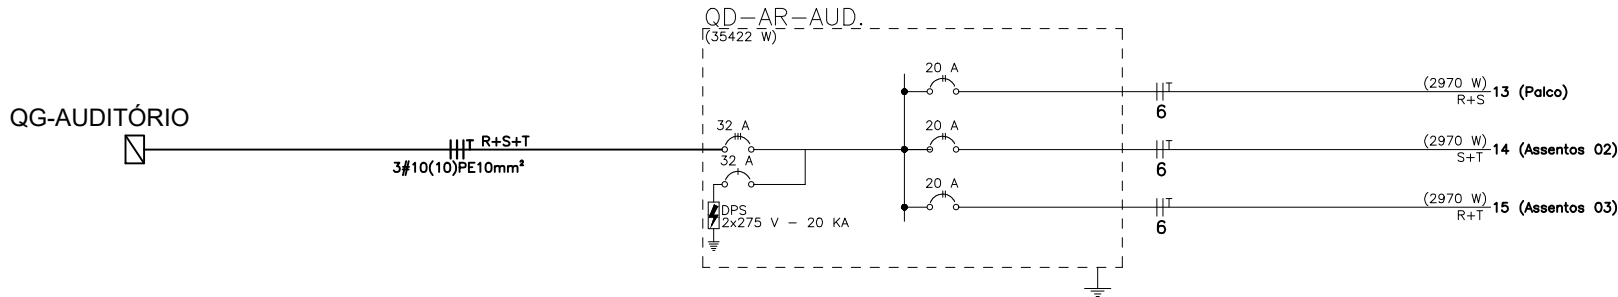 QD-AR-AUD.
(35422 W)
QG-AUDITÓRIO
T R+S+T
3#10(10)PE10mm²
32 A
32 A
DPS
2x275 V - 20 KA
20 A
T
6
(2970 W)
R+S
13 (Palco)
20 A
T
6
(2970 W)
S+T
14 (Assentos 02)
20 A
T
6
(2970 W)
R+T
15 (Assentos 03)